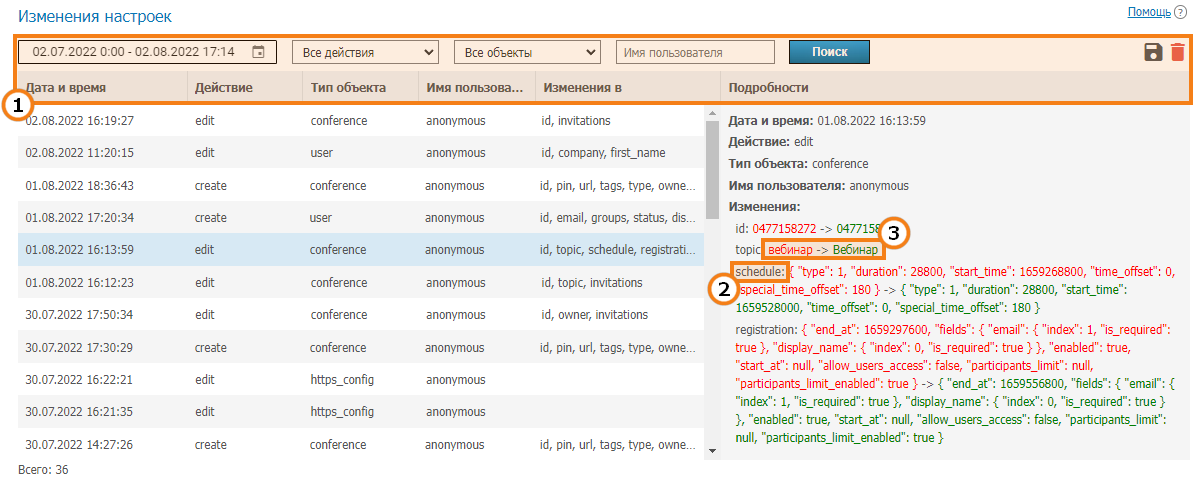 Изменения настроек
Помощь ?
02.07.2022 0:00 - 02.08.2022 17:14 Все действия Все объекты Имя пользователя Поиск
Дата и время Действие Тип объекта Имя пользова... Изменения в Подробности
1
02.08.2022 16:19:27 edit conference anonymous id, invitations
02.08.2022 11:20:15 edit user anonymous id, company, first_name
01.08.2022 18:36:43 create conference anonymous id, pin, url, tags, type, owne...
01.08.2022 17:20:34 create user anonymous id, email, groups, status, dis...
01.08.2022 16:13:59 edit conference anonymous id, topic, schedule, registrati...
01.08.2022 16:12:23 edit conference anonymous id, topic, invitations
30.07.2022 17:50:34 edit conference anonymous id, owner, invitations
30.07.2022 17:30:29 create conference anonymous id, pin, url, tags, type, owne...
30.07.2022 16:22:21 edit https_config anonymous
30.07.2022 16:21:35 edit https_config anonymous
30.07.2022 14:27:26 create conference anonymous id, pin, url, tags, type, owne...
Всего: 36
Дата и время: 01.08.2022 16:13:59
Действие: edit
Тип объекта: conference
Имя пользователя: anonymous
Изменения:
id: 0477158272 -> 0477158
3
topic: вебинар -> Вебинар
schedule: { "type": 1, "duration": 28800, "start_time": 1659268800, "time_offset": 0,
2
"special_time_offset": 180 } -> { "type": 1, "duration": 28800, "start_time":
1659528000, "time_offset": 0, "special_time_offset": 180 }
registration: { "end_at": 1659297600, "fields": { "email": { "index": 1, "is_required":
true }, "display_name": { "index": 0, "is_required": true } }, "enabled": true,
"start_at": null, "allow_users_access": false, "participants_limit": null,
"participants_limit_enabled": true } -> { "end_at": 1659556800, "fields": { "email": {
"index": 1, "is_required": true }, "display_name": { "index": 0, "is_required": true }
}, "enabled": true, "start_at": null, "allow_users_access": false, "participants_limit":
null, "participants_limit_enabled": true }